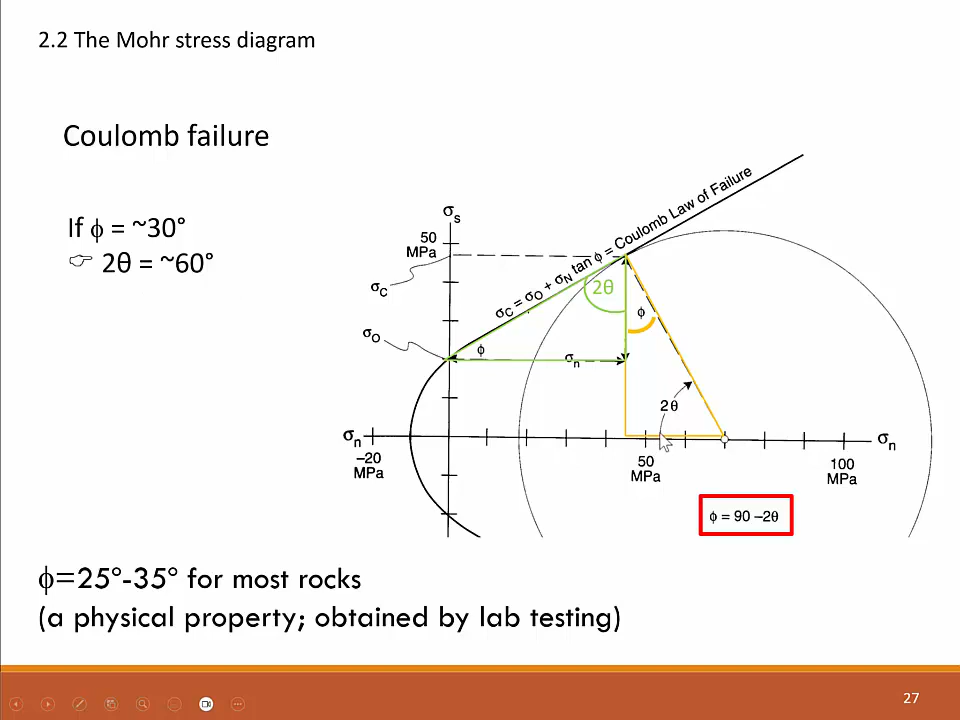 2.2 The Mohr stress diagram
Coulomb failure
If ϕ = ~30°
☞ 2θ = ~60°
σs
50
MPa
σC
σO
σC = σO + σN tan ϕ = Coulomb Law of Failure
2θ
ϕ
ϕ
σn
2θ
σn
σn
–20
MPa
50
MPa
100
MPa
ϕ = 90 –2θ
ϕ=25°-35° for most rocks
(a physical property; obtained by lab testing)
27